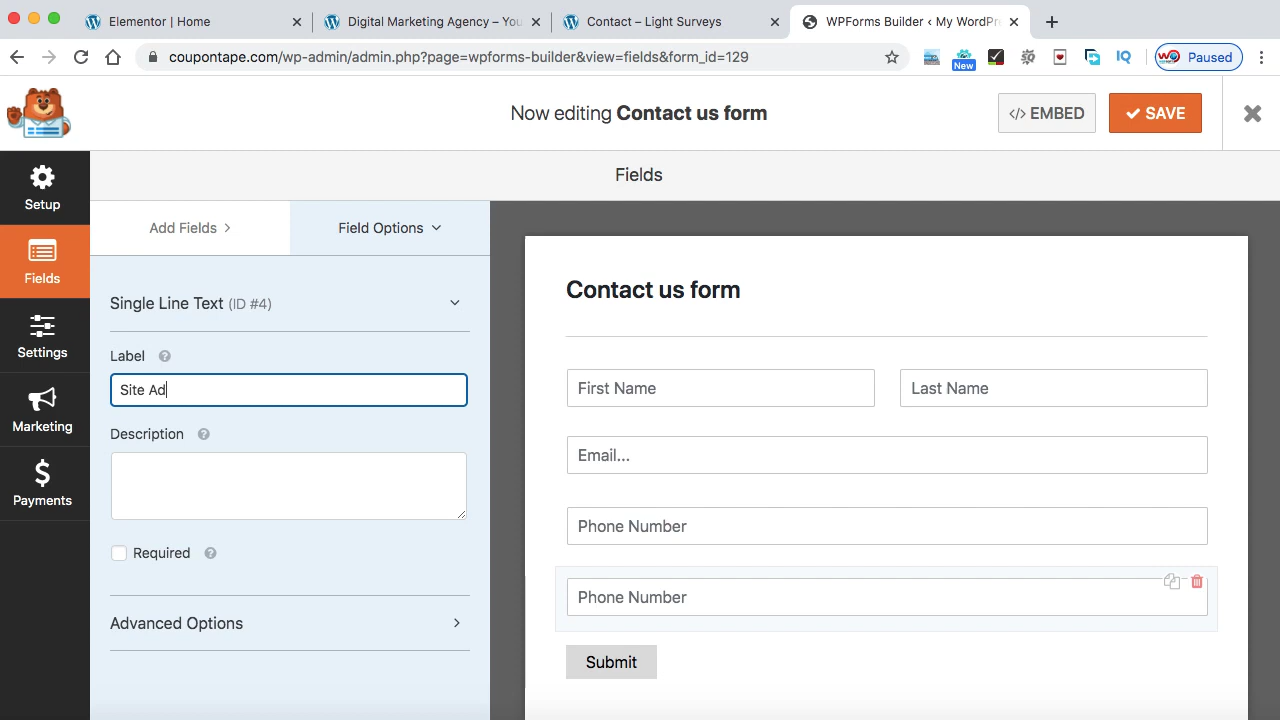 Elementor | Home
Digital Marketing Agency – You
Contact – Light Surveys
WPForms Builder ‹ My WordPre
coupontape.com/wp-admin/admin.php?page=wpforms-builder&view=fields&form_id=129
New
IQ
Paused
Now editing Contact us form
</> EMBED
SAVE
Setup
Fields
Settings
Marketing
Payments
Fields
Add Fields
Field Options
Single Line Text (ID #4)
Label
Site Ad
Description
Required
Advanced Options
Contact us form
First Name
Last Name
Email...
Phone Number
Phone Number
Submit